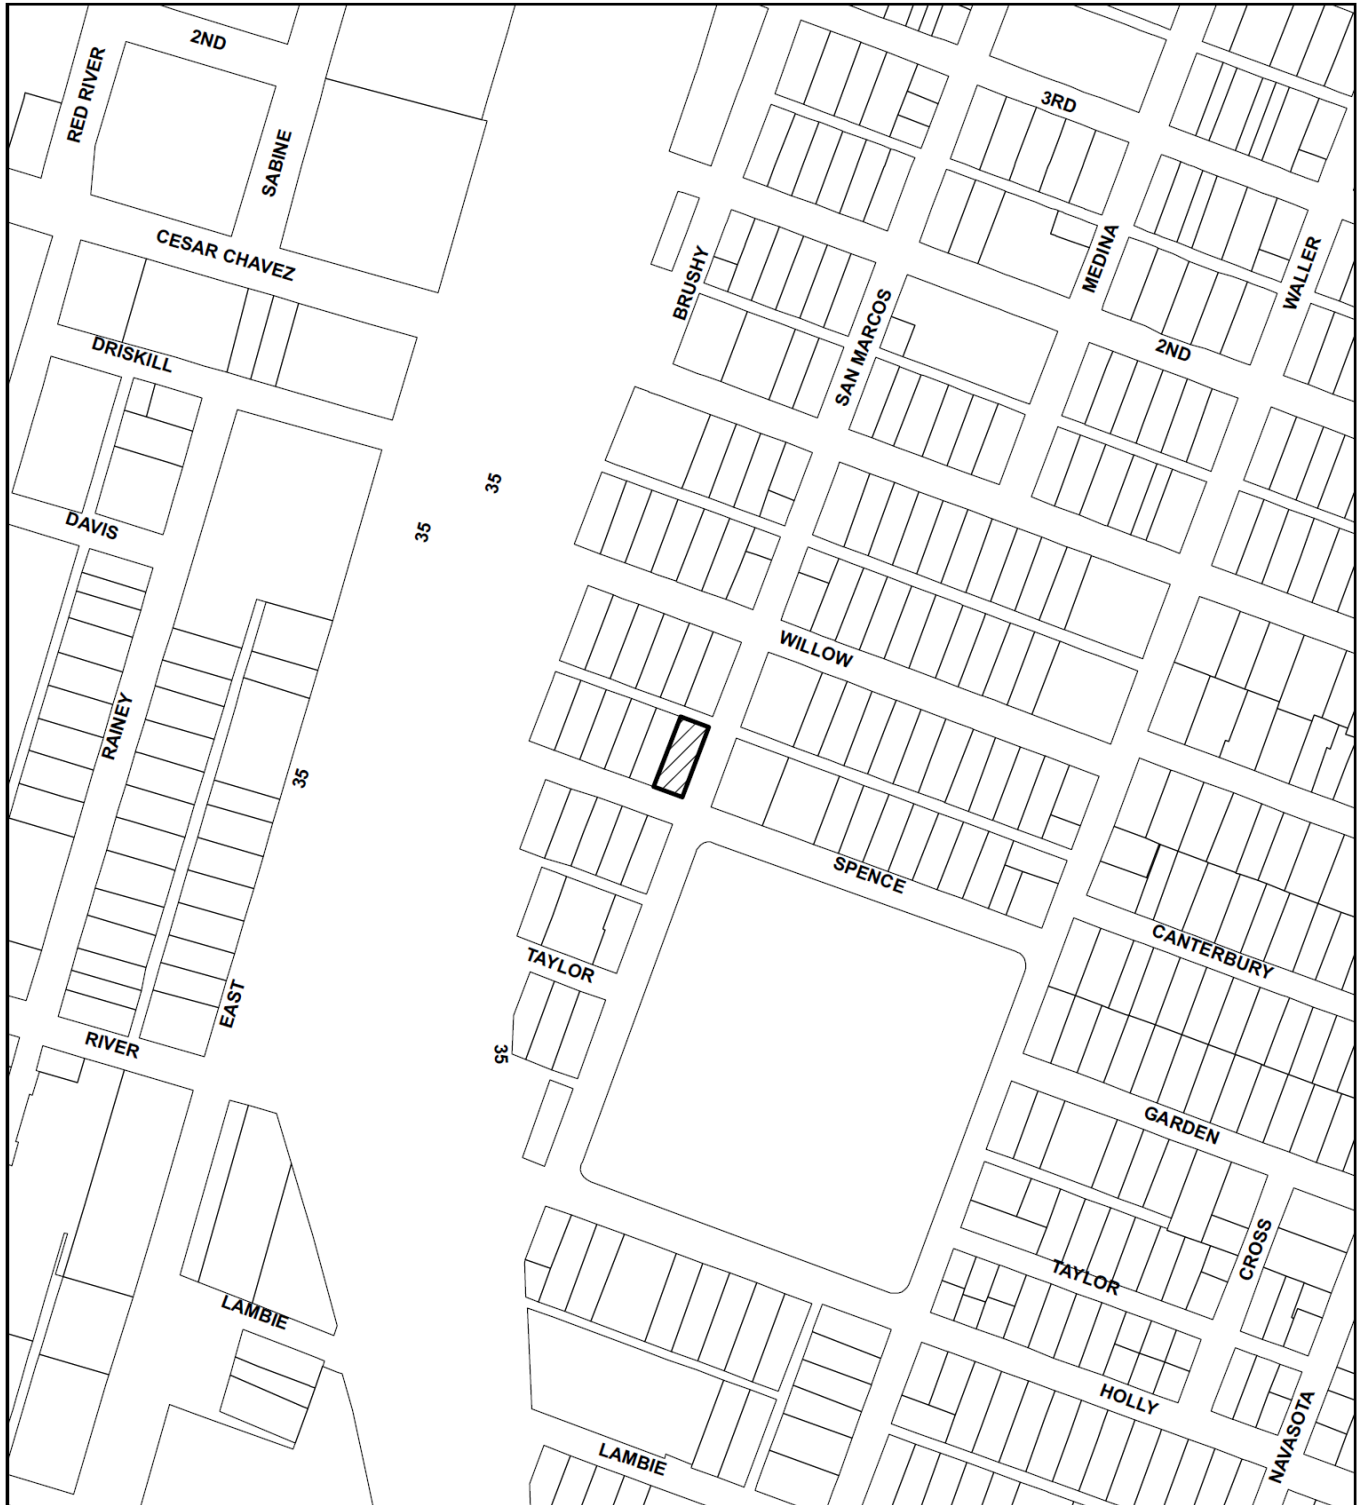 2ND
RED RIVER
3RD
SABINE
CESAR CHAVEZ
BRUSHY
MEDINA
WALLER
SAN MARCOS
DRISKILL
2ND
35
DAVIS
35
WILLOW
RAINEY
35
SPENCE
CANTERBURY
TAYLOR
EAST
RIVER
35
GARDEN
CROSS
TAYLOR
LAMBIE
HOLLY
NAVASOTA
LAMBIE